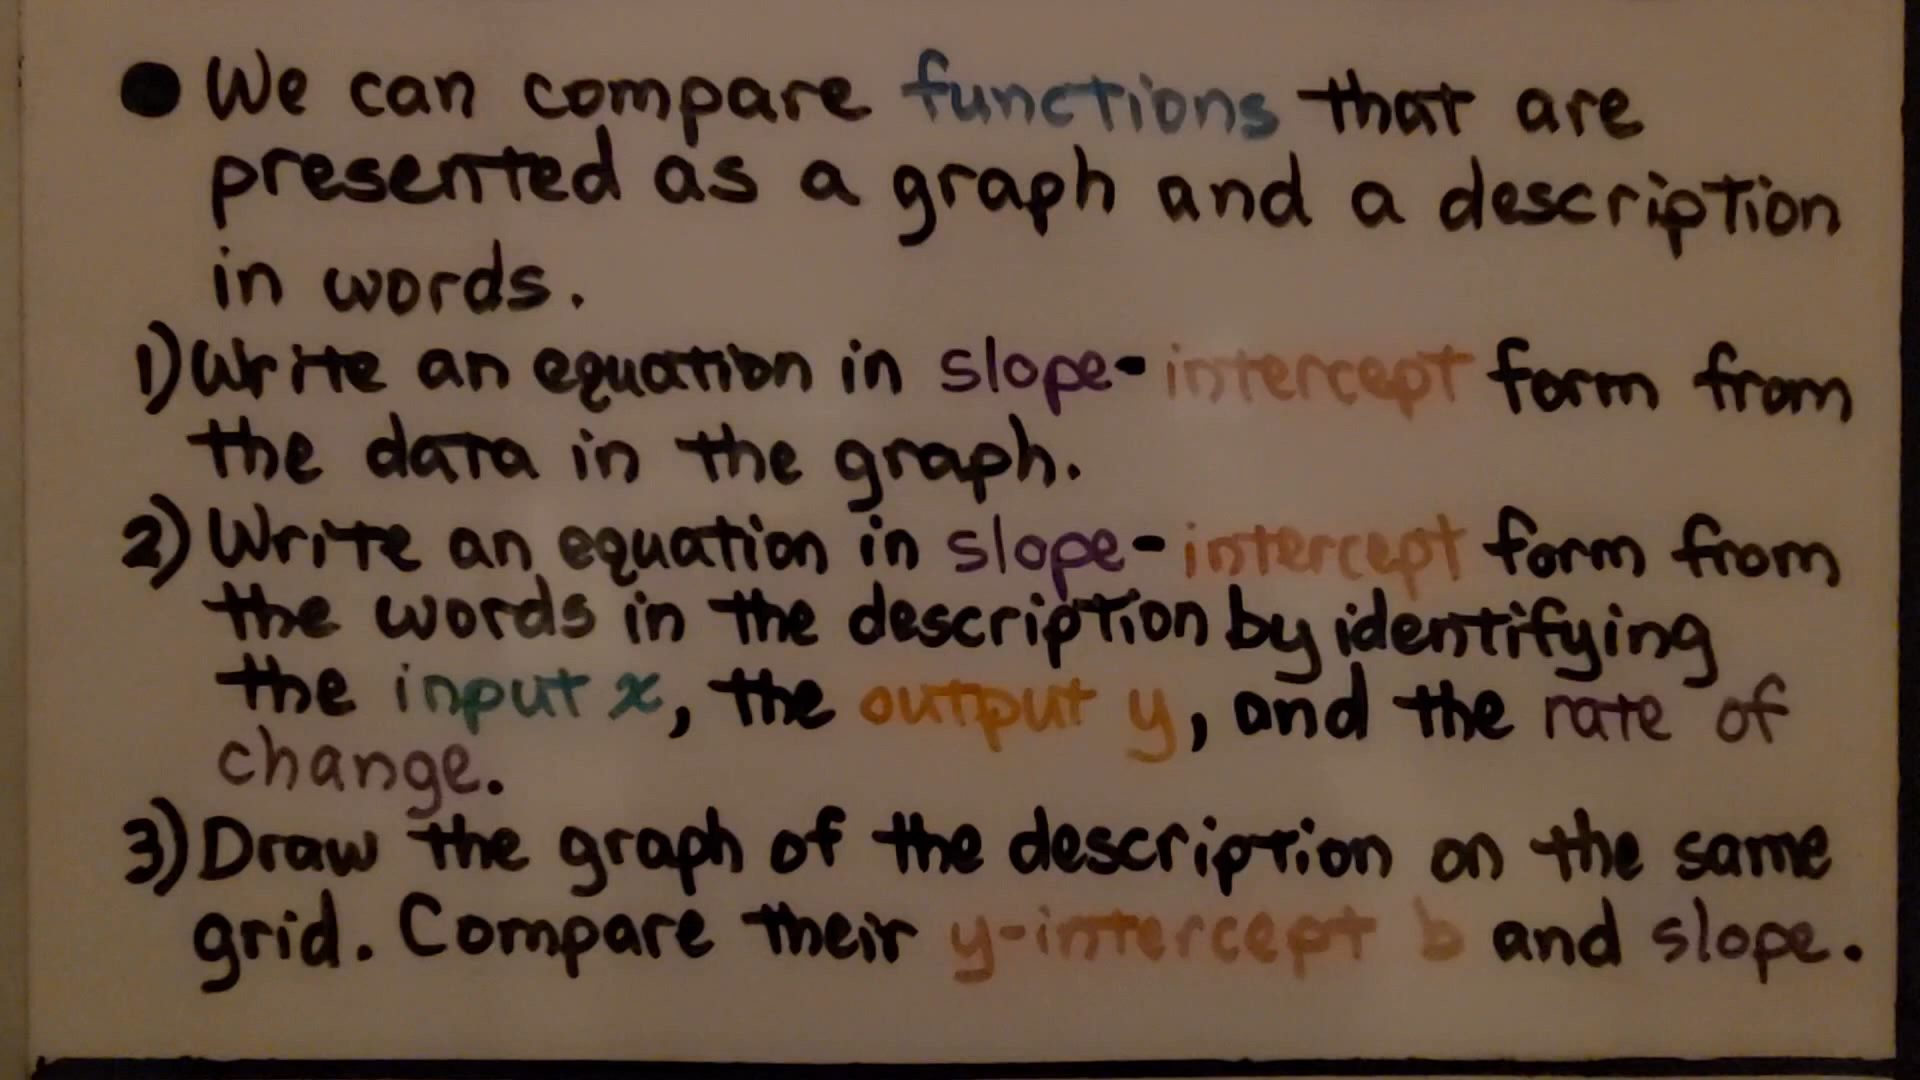 ● We can compare functions that are
presented as a graph and a description
in words.
1) Write an equation in slope-intercept form from
the data in the graph.
2) Write an equation in slope-intercept form from
the words in the description by identifying
the input x, the output y, and the rate of
change.
3) Draw the graph of the description on the same
grid. Compare their y-intercept b and slope.